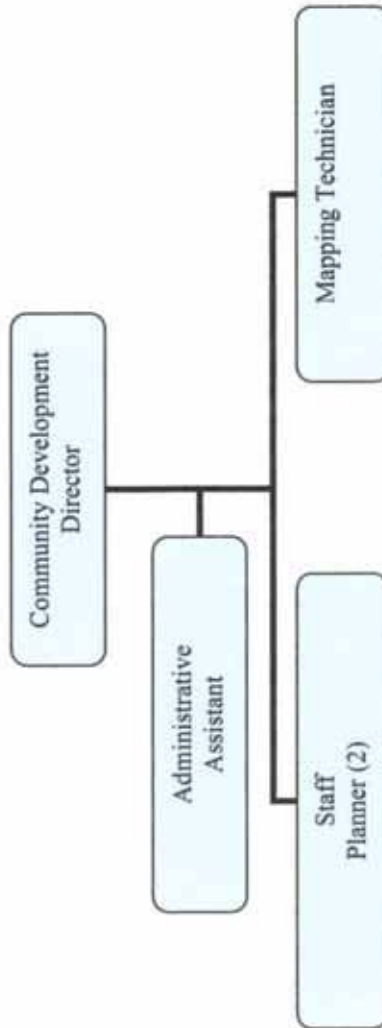 Community Development
Director
Administrative
Assistant
Staff
Planner (2)
Mapping Technician